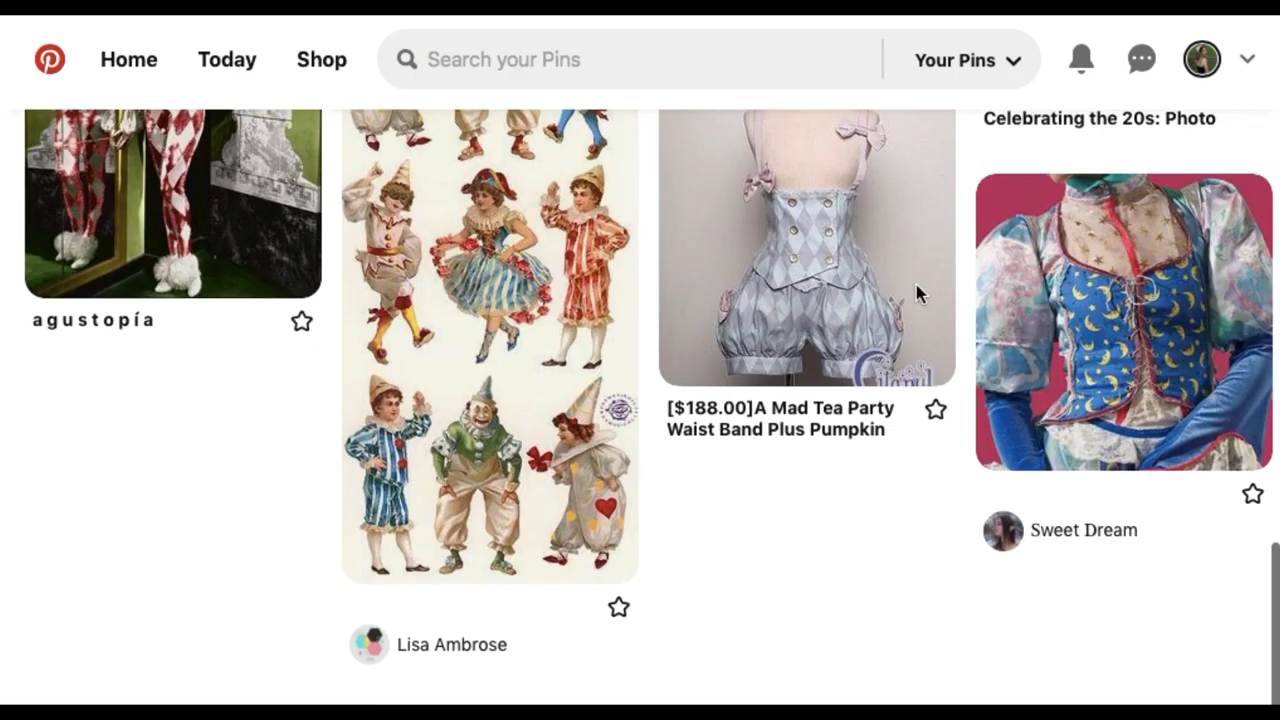 Home
Today
Shop
Search your Pins
Your Pins
Celebrating the 20s: Photo
agustopía
[$188.00]A Mad Tea Party
Waist Band Plus Pumpkin
Sweet Dream
Lisa Ambrose